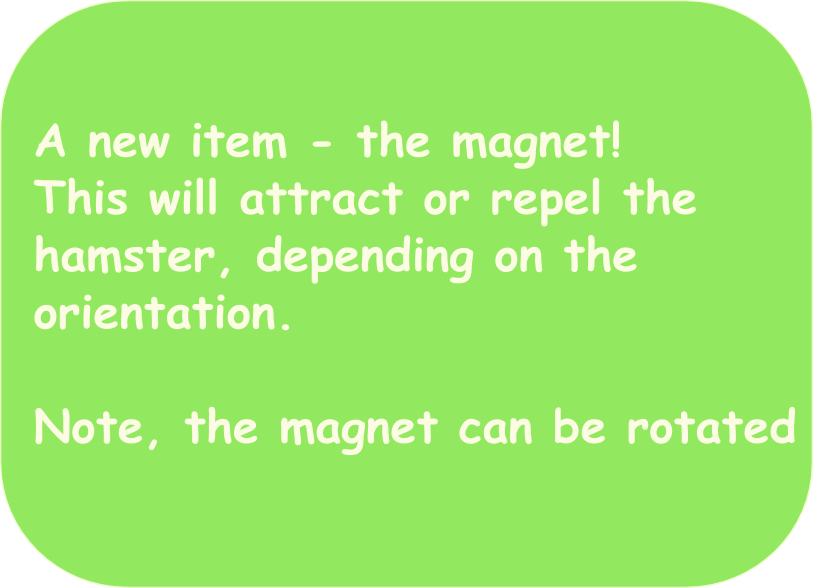 A new item - the magnet!
This will attract or repel the
hamster, depending on the
orientation.
Note, the magnet can be rotated